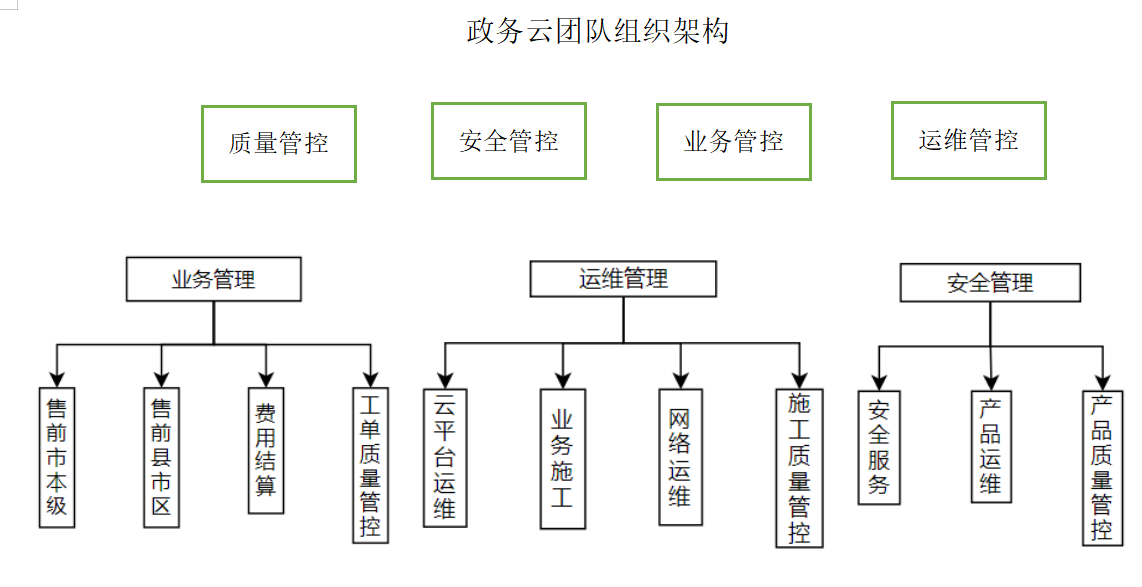 政务云团队组织架构
质量管控
安全管控
业务管控
运维管控
业务管理
运维管理
安全管理
售前市本级
售前县市区
费用结算
工单质量管控
云平台运维
业务施工
网络运维
施工质量管控
安全服务
产品运维
产品质量管控